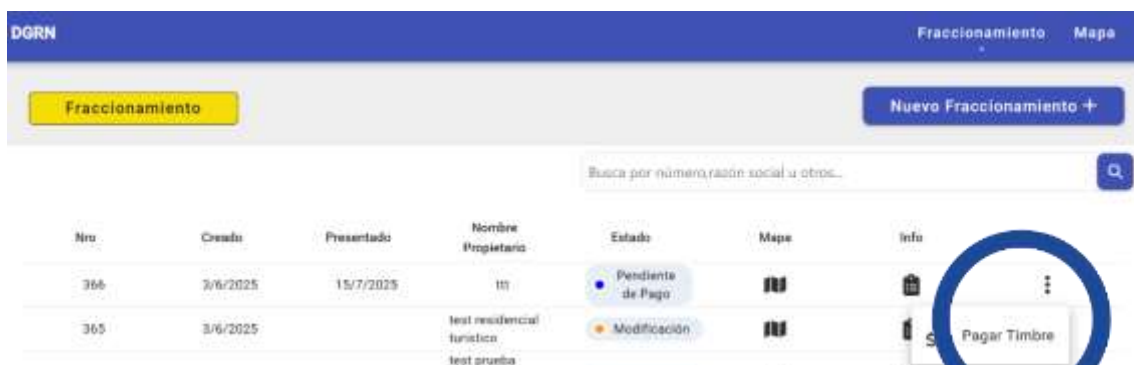 DGRN
Fraccionamiento Mapa
Fraccionamiento
Nuevo Fraccionamiento +
Busca por número,razón social u otros...
Nro Creado Presentado Nombre Propietario Estado Mapa Info
366 3/6/2025 15/7/2025 ttt Pendiente de Pago
365 3/6/2025 test residencial turistico Modificación
S Pagar Timbre
test prueba